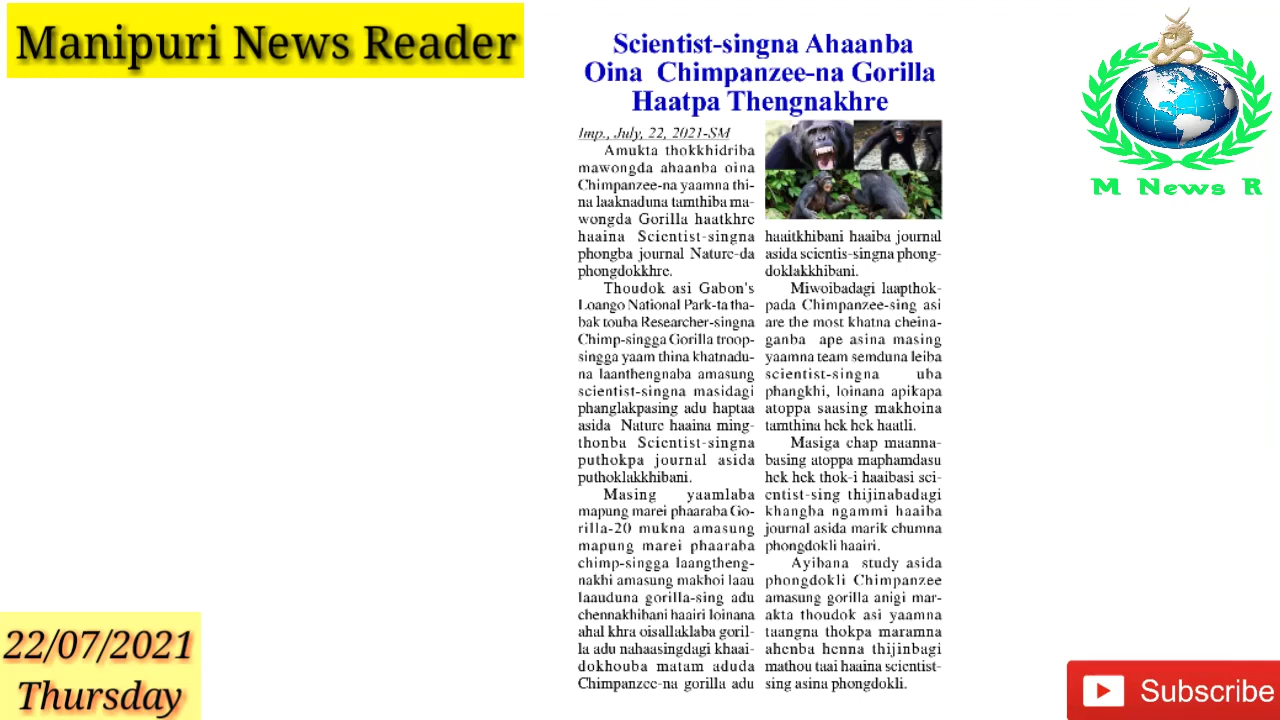 Manipuri News Reader
Scientist-singna Ahaanba
Oina Chimpanzee-na Gorilla
Haatpa Thengnakhre
Imp., July, 22, 2021-SM
Amukta thokkhidriba
mawongda ahaanba oina
Chimpanzee-na yaamna thi-
na laaknaduna tamthiba ma-
wongda Gorilla haatkhre
haaina Scientist-singna
phongba journal Nature-da
phongdokkhre.
Thoudok asi Gabon's
Loango National Park-ta tha-
bak touba Researcher-singna
Chimp-singga Gorilla troop-
singga yaam thina khatnadu-
na laanthengnaba amasung
scientist-singna masidagi
phanglakpasing adu haptaa
asida Nature haaina ming-
thonba Scientist-singna
puthokpa journal asida
puthoklakkhibani.
Masing yaamlaba
mapung marei phaaraba Go-
rilla-20 mukna amasung
mapung marei phaaraba
chimp-singga laangtheng-
nakhi amasung makhoi laau
laauduna gorilla-sing adu
chennakhibani haairi loinana
ahal khra oisallaklaba goril-
la adu nahaasingdagi khaai-
dokhouba matam aduda
Chimpanzee-na gorilla adu
haaitkhibani haaiba journal
asida scientis-singna phong-
doklakkhibani.
Miwoibadagi laapthok-
pada Chimpanzee-sing asi
are the most khatna cheina-
ganba ape asina masing
yaamna team semduna leiba
scientist-singna uba
phangkhi, loinana apikapa
atoppa saasing makhoina
tamthina hek hek haatli.
Masiga chap maanna-
basing atoppa maphamdasu
hek hek thok-i haaibasi sci-
entist-sing thijinabadagi
khangba ngammi haaiba
journal asida marik chumna
phongdokli haairi.
Ayibana study asida
phongdokli Chimpanzee
amasung gorilla anigi mar-
akta thoudok asi yaamna
taangna thokpa maramna
ahenba henna thijinbagi
mathou taai haaina scientist-
sing asina phongdokli.
M News R
22/07/2021
Thursday
Subscribe